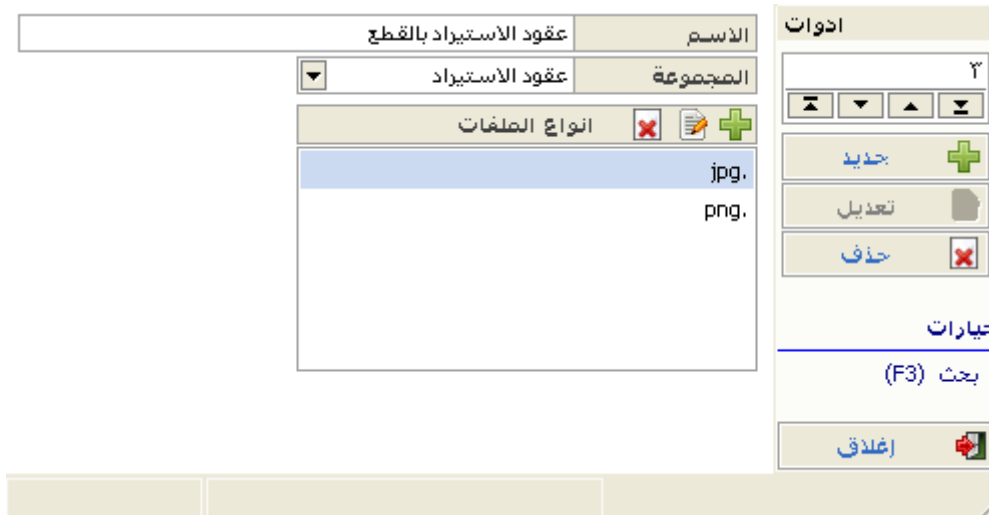 ادوات
٣
جديد
تعديل
حذف
خيارات
بحث (F3)
إغلاق
الاسم
عقود الاستيراد بالقطع
المجموعة
عقود الاستيراد
انواع الملفات
.jpg
.png